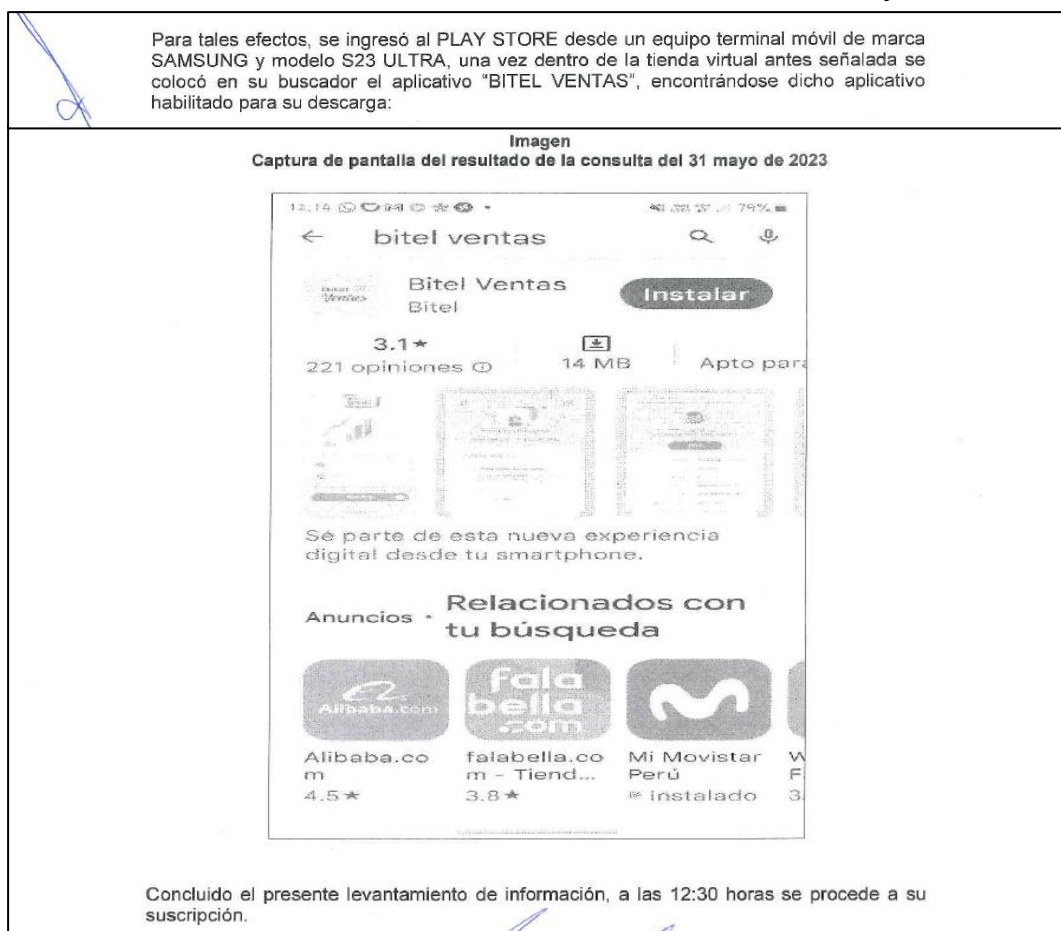 Para tales efectos, se ingresó al PLAY STORE desde un equipo terminal móvil de marca
SAMSUNG y modelo S23 ULTRA, una vez dentro de la tienda virtual antes señalada se
colocó en su buscador el aplicativo “BITEL VENTAS”, encontrándose dicho aplicativo
habilitado para su descarga:
Imagen
Captura de pantalla del resultado de la consulta del 31 mayo de 2023
12:14 79%
bitel ventas
Bitel Ventas
Bitel
Instalar
3.1★
221 opiniones
14 MB
Apto para
Sé parte de esta nueva experiencia
digital desde tu smartphone.
Anuncios · Relacionados con
tu búsqueda
Alibaba.com
fala
bella
.com
Alibaba.co
m
4.5★
falabella.co
m - Tiend...
3.8★
Mi Movistar
Perú
instalado
W
F
3
Concluido el presente levantamiento de información, a las 12:30 horas se procede a su
suscripción.